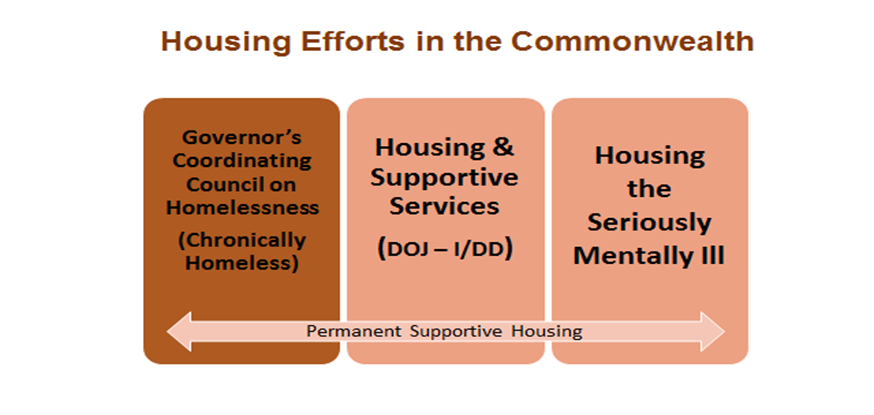 Housing Efforts in the Commonwealth
Governor's
Coordinating
Council on
Homelessness
(Chronically
Homeless)
Housing &
Supportive
Services
(DOJ – I/DD)
Housing
the
Seriously
Mentally Ill
Permanent Supportive Housing